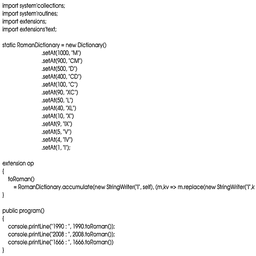 import system'collections;
import system'routines;
import extensions;
import extensions'text;
static RomanDictionary = new Dictionary()
.setAt(1000, "M")
.setAt(900, "CM")
.setAt(500, "D")
.setAt(400, "CD")
.setAt(100, "C")
.setAt(90, "XC")
.setAt(50, "L")
.setAt(40, "XL")
.setAt(10, "X")
.setAt(9, "IX")
.setAt(5, "V")
.setAt(4, "IV")
.setAt(1, "I");
extension op
{
toRoman()
= RomanDictionary.accumulate(new StringWriter("I", self), (m,kv => m.replace(new StringWriter("I",k
}
public program()
{
console.printLine("1990 : ", 1990.toRoman());
console.printLine("2008 : ", 2008.toRoman());
console.printLine("1666 : ", 1666.toRoman())
}